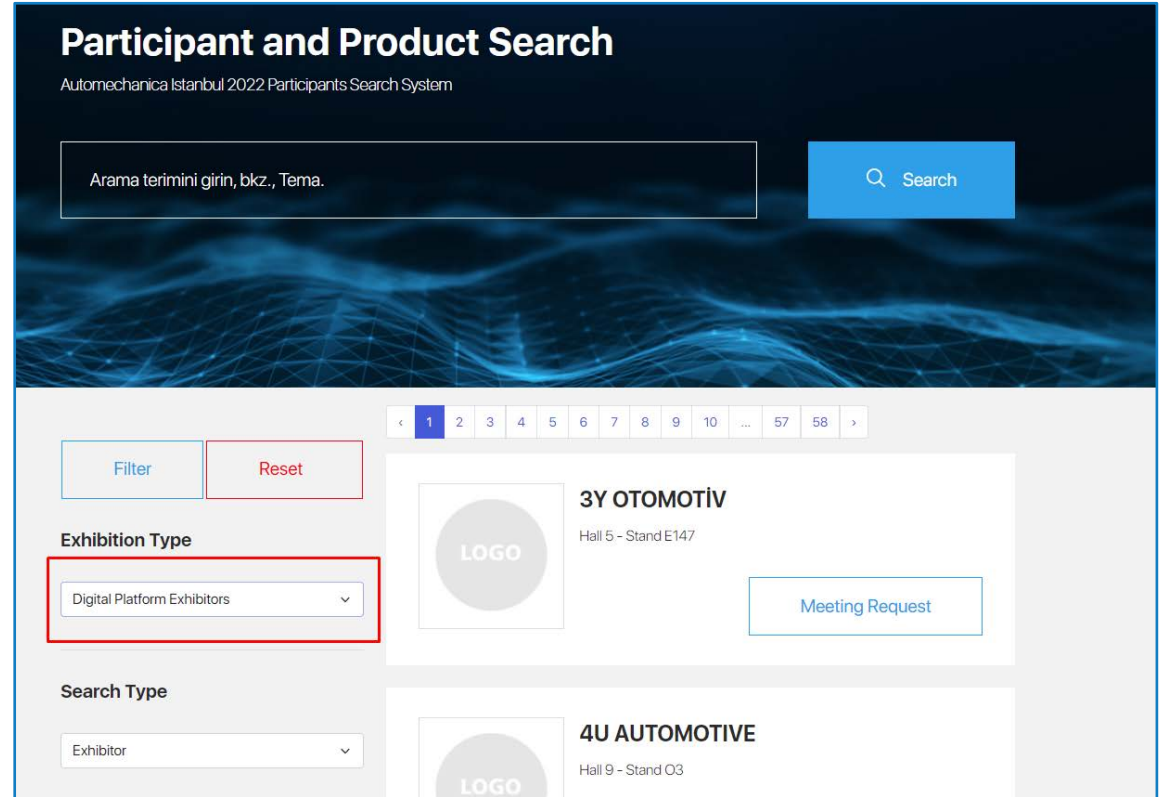 Participant and Product Search
Automechanica Istanbul 2022 Participants Search System
Arama terimini girin, bkz., Tema.
Search
‹ 1 2 3 4 5 6 7 8 9 10 ... 57 58 ›
Filter
Reset
Exhibition Type
Digital Platform Exhibitors
Search Type
Exhibitor
LOGO
3Y OTOMOTİV
Hall 5 - Stand E147
Meeting Request
LOGO
4U AUTOMOTIVE
Hall 9 - Stand O3